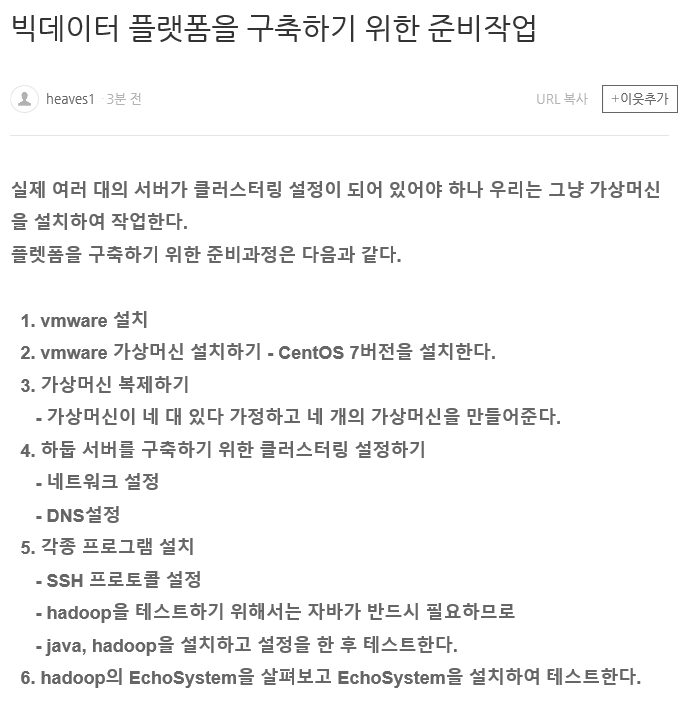 빅데이터 플랫폼을 구축하기 위한 준비작업
heaves1 · 3분 전
URL 복사 +이웃추가
실제 여러 대의 서버가 클러스터링 설정이 되어 있어야 하나 우리는 그냥 가상머신
을 설치하여 작업한다.
플렛폼을 구축하기 위한 준비과정은 다음과 같다.
1. vmware 설치
2. vmware 가상머신 설치하기 - CentOS 7버전을 설치한다.
3. 가상머신 복제하기
- 가상머신이 네 대 있다 가정하고 네 개의 가상머신을 만들어준다.
4. 하둡 서버를 구축하기 위한 클러스터링 설정하기
- 네트워크 설정
- DNS설정
5. 각종 프로그램 설치
- SSH 프로토콜 설정
- hadoop을 테스트하기 위해서는 자바가 반드시 필요하므로
- java, hadoop을 설치하고 설정을 한 후 테스트한다.
6. hadoop의 EchoSystem을 살펴보고 EchoSystem을 설치하여 테스트한다.